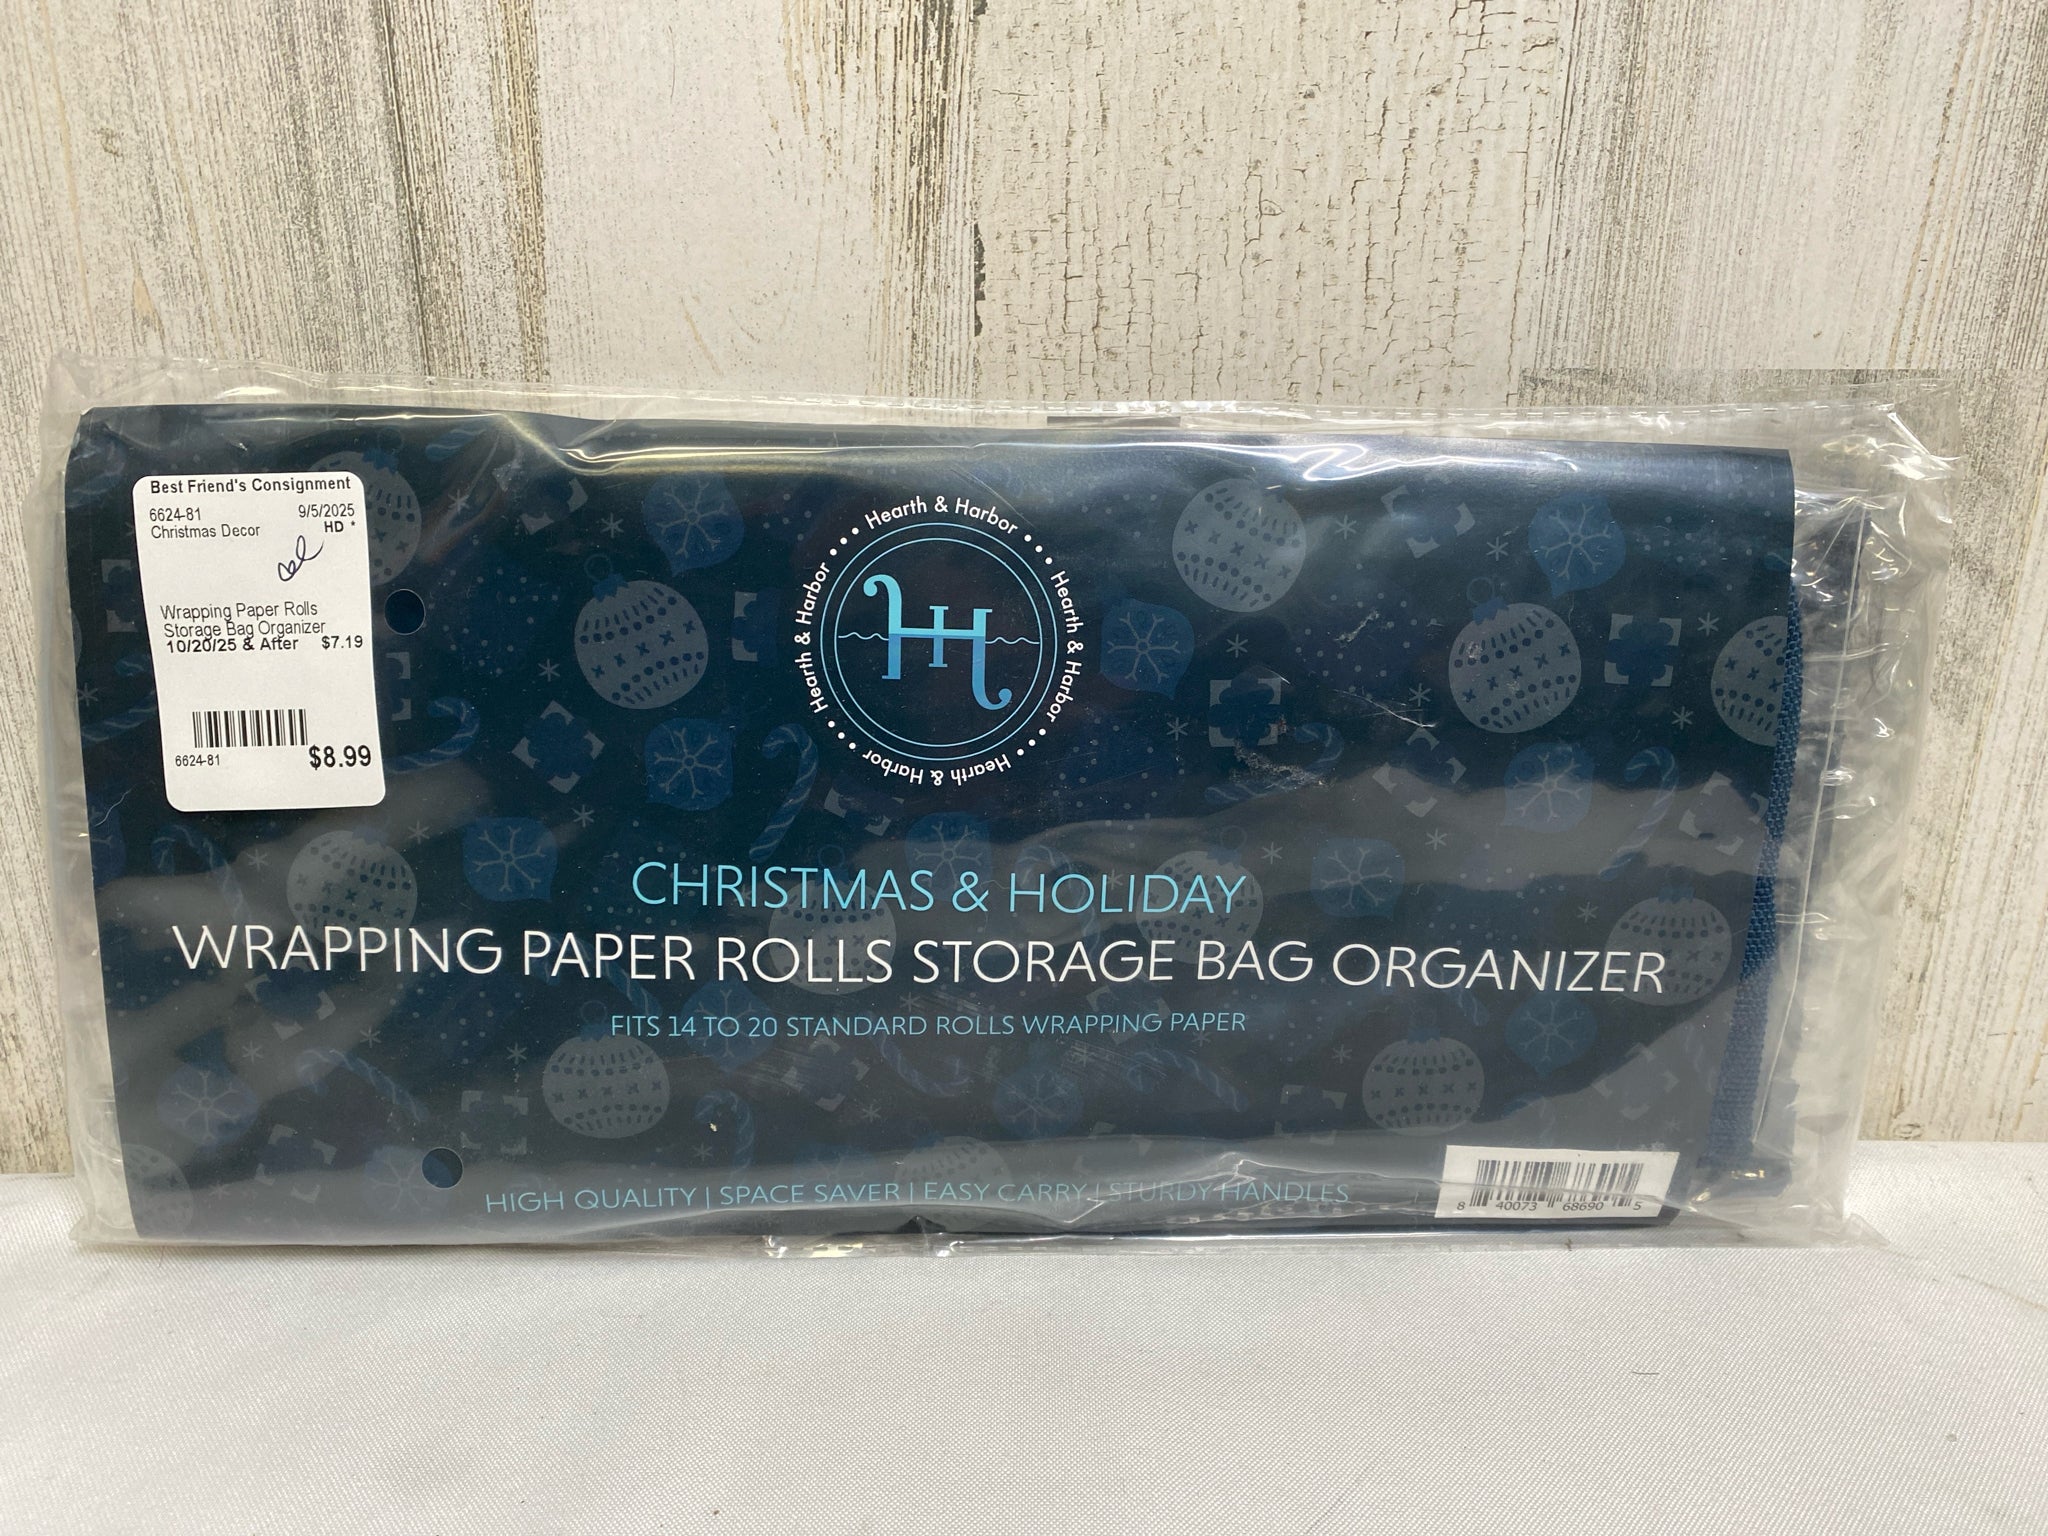 Best Friend's Consignment
6624-81 9/5/2025
Christmas Decor HD *
Wrapping Paper Rolls
Storage Bag Organizer
10/20/25 & After $7.19
6624-81 $8.99
Hearth & Harbor
Hearth & Harbor
Hearth & Harbor
Hearth & Harbor
H
CHRISTMAS & HOLIDAY
WRAPPING PAPER ROLLS STORAGE BAG ORGANIZER
FITS 14 TO 20 STANDARD ROLLS WRAPPING PAPER
HIGH QUALITY | SPACE SAVER | EASY CARRY | STURDY HANDLES
8 40073 68690 5